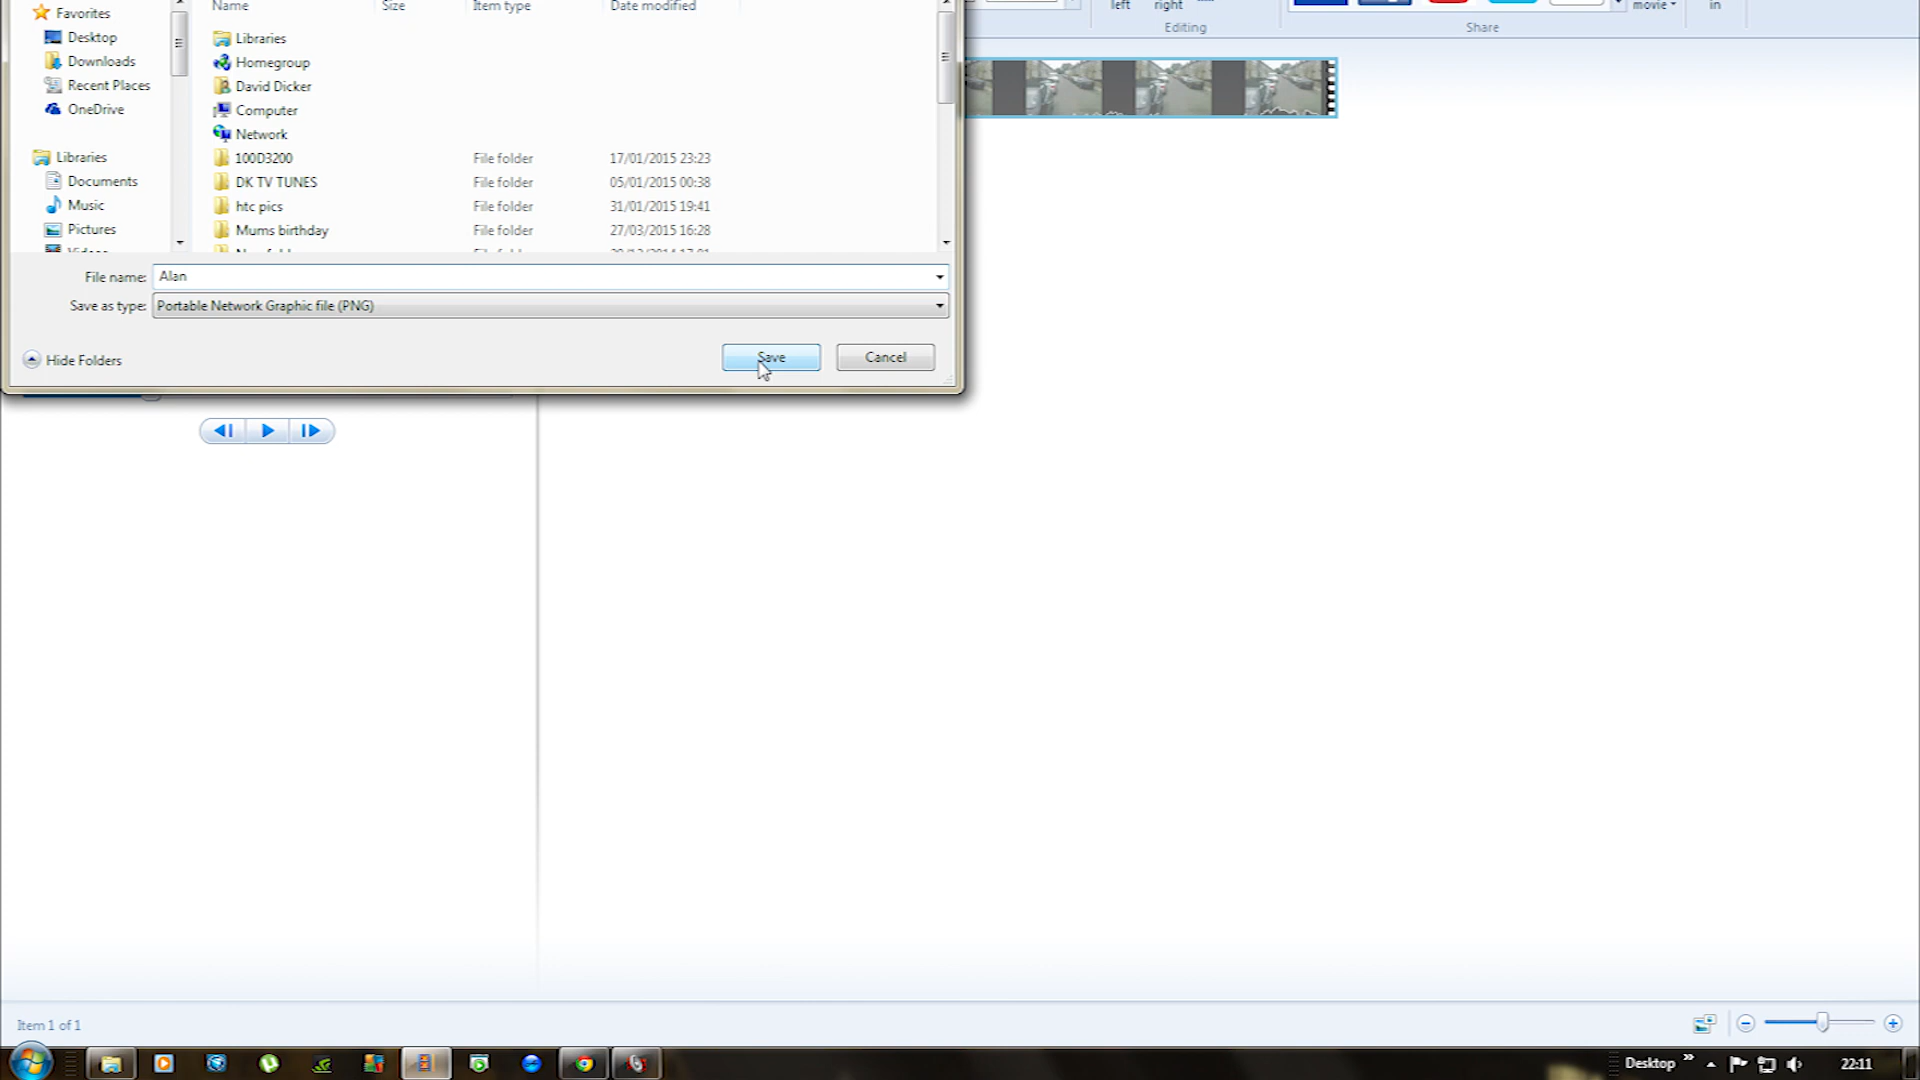 Favorites
Desktop
Downloads
Recent Places
OneDrive
Libraries
Documents
Music
Pictures
Videos
Name Size Item type Date modified
Libraries
Homegroup
David Dicker
Computer
Network
100D3200 File folder 17/01/2015 23:23
DK TV TUNES File folder 05/01/2015 00:38
htc pics File folder 31/01/2015 19:41
Mums birthday File folder 27/03/2015 16:28
File name: Alan
Save as type: Portable Network Graphic file (PNG)
Hide Folders
Save Cancel
left right
Editing
Share
movie
in
Item 1 of 1
Desktop
22:11